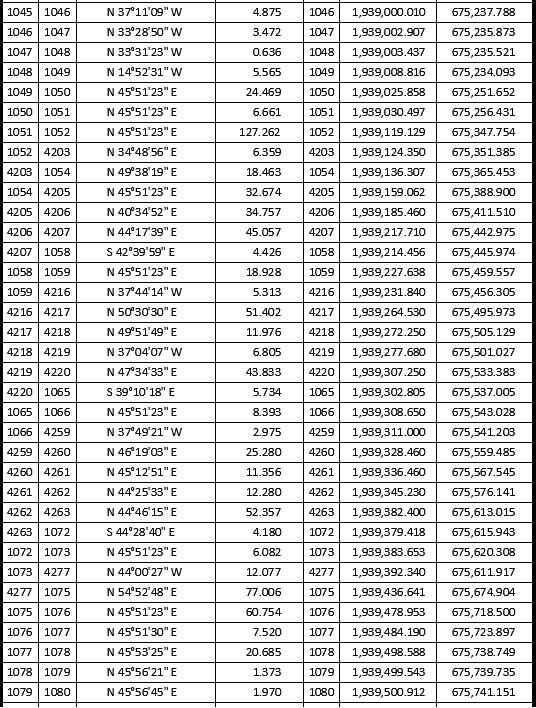 1045 1046 N 37°11'09" W 4.875 1046 1,939,000.010 675,237.788
1046 1047 N 33°28'50" W 3.472 1047 1,939,002.907 675,235.873
1047 1048 N 33°31'23" W 0.636 1048 1,939,003.437 675,235.521
1048 1049 N 14°52'31" W 5.565 1049 1,939,008.816 675,234.093
1049 1050 N 45°51'23" E 24.469 1050 1,939,025.858 675,251.652
1050 1051 N 45°51'23" E 6.661 1051 1,939,030.497 675,256.431
1051 1052 N 45°51'23" E 127.262 1052 1,939,119.129 675,347.754
1052 4203 N 34°48'56" E 6.359 4203 1,939,124.350 675,351.385
4203 1054 N 49°38'19" E 18.463 1054 1,939,136.307 675,365.453
1054 4205 N 45°51'23" E 32.674 4205 1,939,159.062 675,388.900
4205 4206 N 40°34'52" E 34.757 4206 1,939,185.460 675,411.510
4206 4207 N 44°17'39" E 45.057 4207 1,939,217.710 675,442.975
4207 1058 S 42°39'59" E 4.426 1058 1,939,214.456 675,445.974
1058 1059 N 45°51'23" E 18.928 1059 1,939,227.638 675,459.557
1059 4216 N 37°44'14" W 5.313 4216 1,939,231.840 675,456.305
4216 4217 N 50°30'30" E 51.402 4217 1,939,264.530 675,495.973
4217 4218 N 49°51'49" E 11.976 4218 1,939,272.250 675,505.129
4218 4219 N 37°04'07" W 6.805 4219 1,939,277.680 675,501.027
4219 4220 N 47°34'33" E 43.833 4220 1,939,307.250 675,533.383
4220 1065 S 39°10'18" E 5.734 1065 1,939,302.805 675,537.005
1065 1066 N 45°51'23" E 8.393 1066 1,939,308.650 675,543.028
1066 4259 N 37°49'21" W 2.975 4259 1,939,311.000 675,541.203
4259 4260 N 46°19'03" E 25.280 4260 1,939,328.460 675,559.485
4260 4261 N 45°12'51" E 11.356 4261 1,939,336.460 675,567.545
4261 4262 N 44°25'33" E 12.280 4262 1,939,345.230 675,576.141
4262 4263 N 44°46'15" E 52.357 4263 1,939,382.400 675,613.015
4263 1072 S 44°28'40" E 4.180 1072 1,939,379.418 675,615.943
1072 1073 N 45°51'23" E 6.082 1073 1,939,383.653 675,620.308
1073 4277 N 44°00'27" W 12.077 4277 1,939,392.340 675,611.917
4277 1075 N 54°52'48" E 77.006 1075 1,939,436.641 675,674.904
1075 1076 N 45°51'23" E 60.754 1076 1,939,478.953 675,718.500
1076 1077 N 45°51'30" E 7.520 1077 1,939,484.190 675,723.897
1077 1078 N 45°53'25" E 20.685 1078 1,939,498.588 675,738.749
1078 1079 N 45°56'21" E 1.373 1079 1,939,499.543 675,739.735
1079 1080 N 45°56'45" E 1.970 1080 1,939,500.912 675,741.151